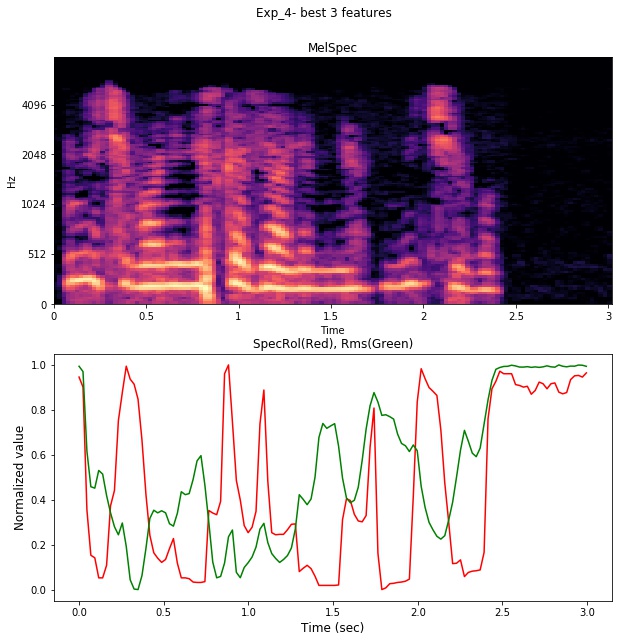 Exp_4- best 3 features
MelSpec
4096
2048
1024
512
0
Hz
0 0.5 1 1.5 2 2.5 3
Time
SpecRol(Red), Rms(Green)
1.0
0.8
0.6
0.4
0.2
0.0
Normalized value
0.0 0.5 1.0 1.5 2.0 2.5 3.0
Time (sec)